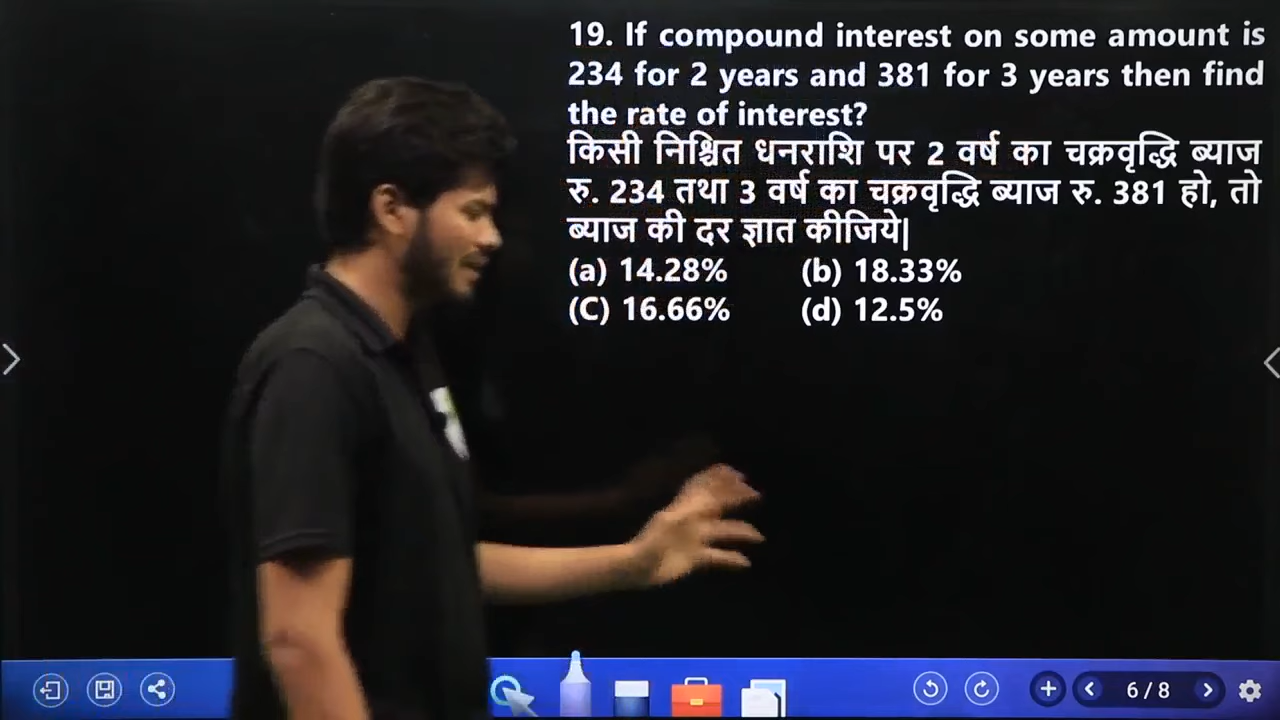 19. If compound interest on some amount is
234 for 2 years and 381 for 3 years then find
the rate of interest?
किसी निश्चित धनराशि पर 2 वर्ष का चक्रवृद्धि ब्याज
रु. 234 तथा 3 वर्ष का चक्रवृद्धि ब्याज रु. 381 हो, तो
ब्याज की दर ज्ञात कीजिये|
(a) 14.28% (b) 18.33%
(C) 16.66% (d) 12.5%
6 / 8